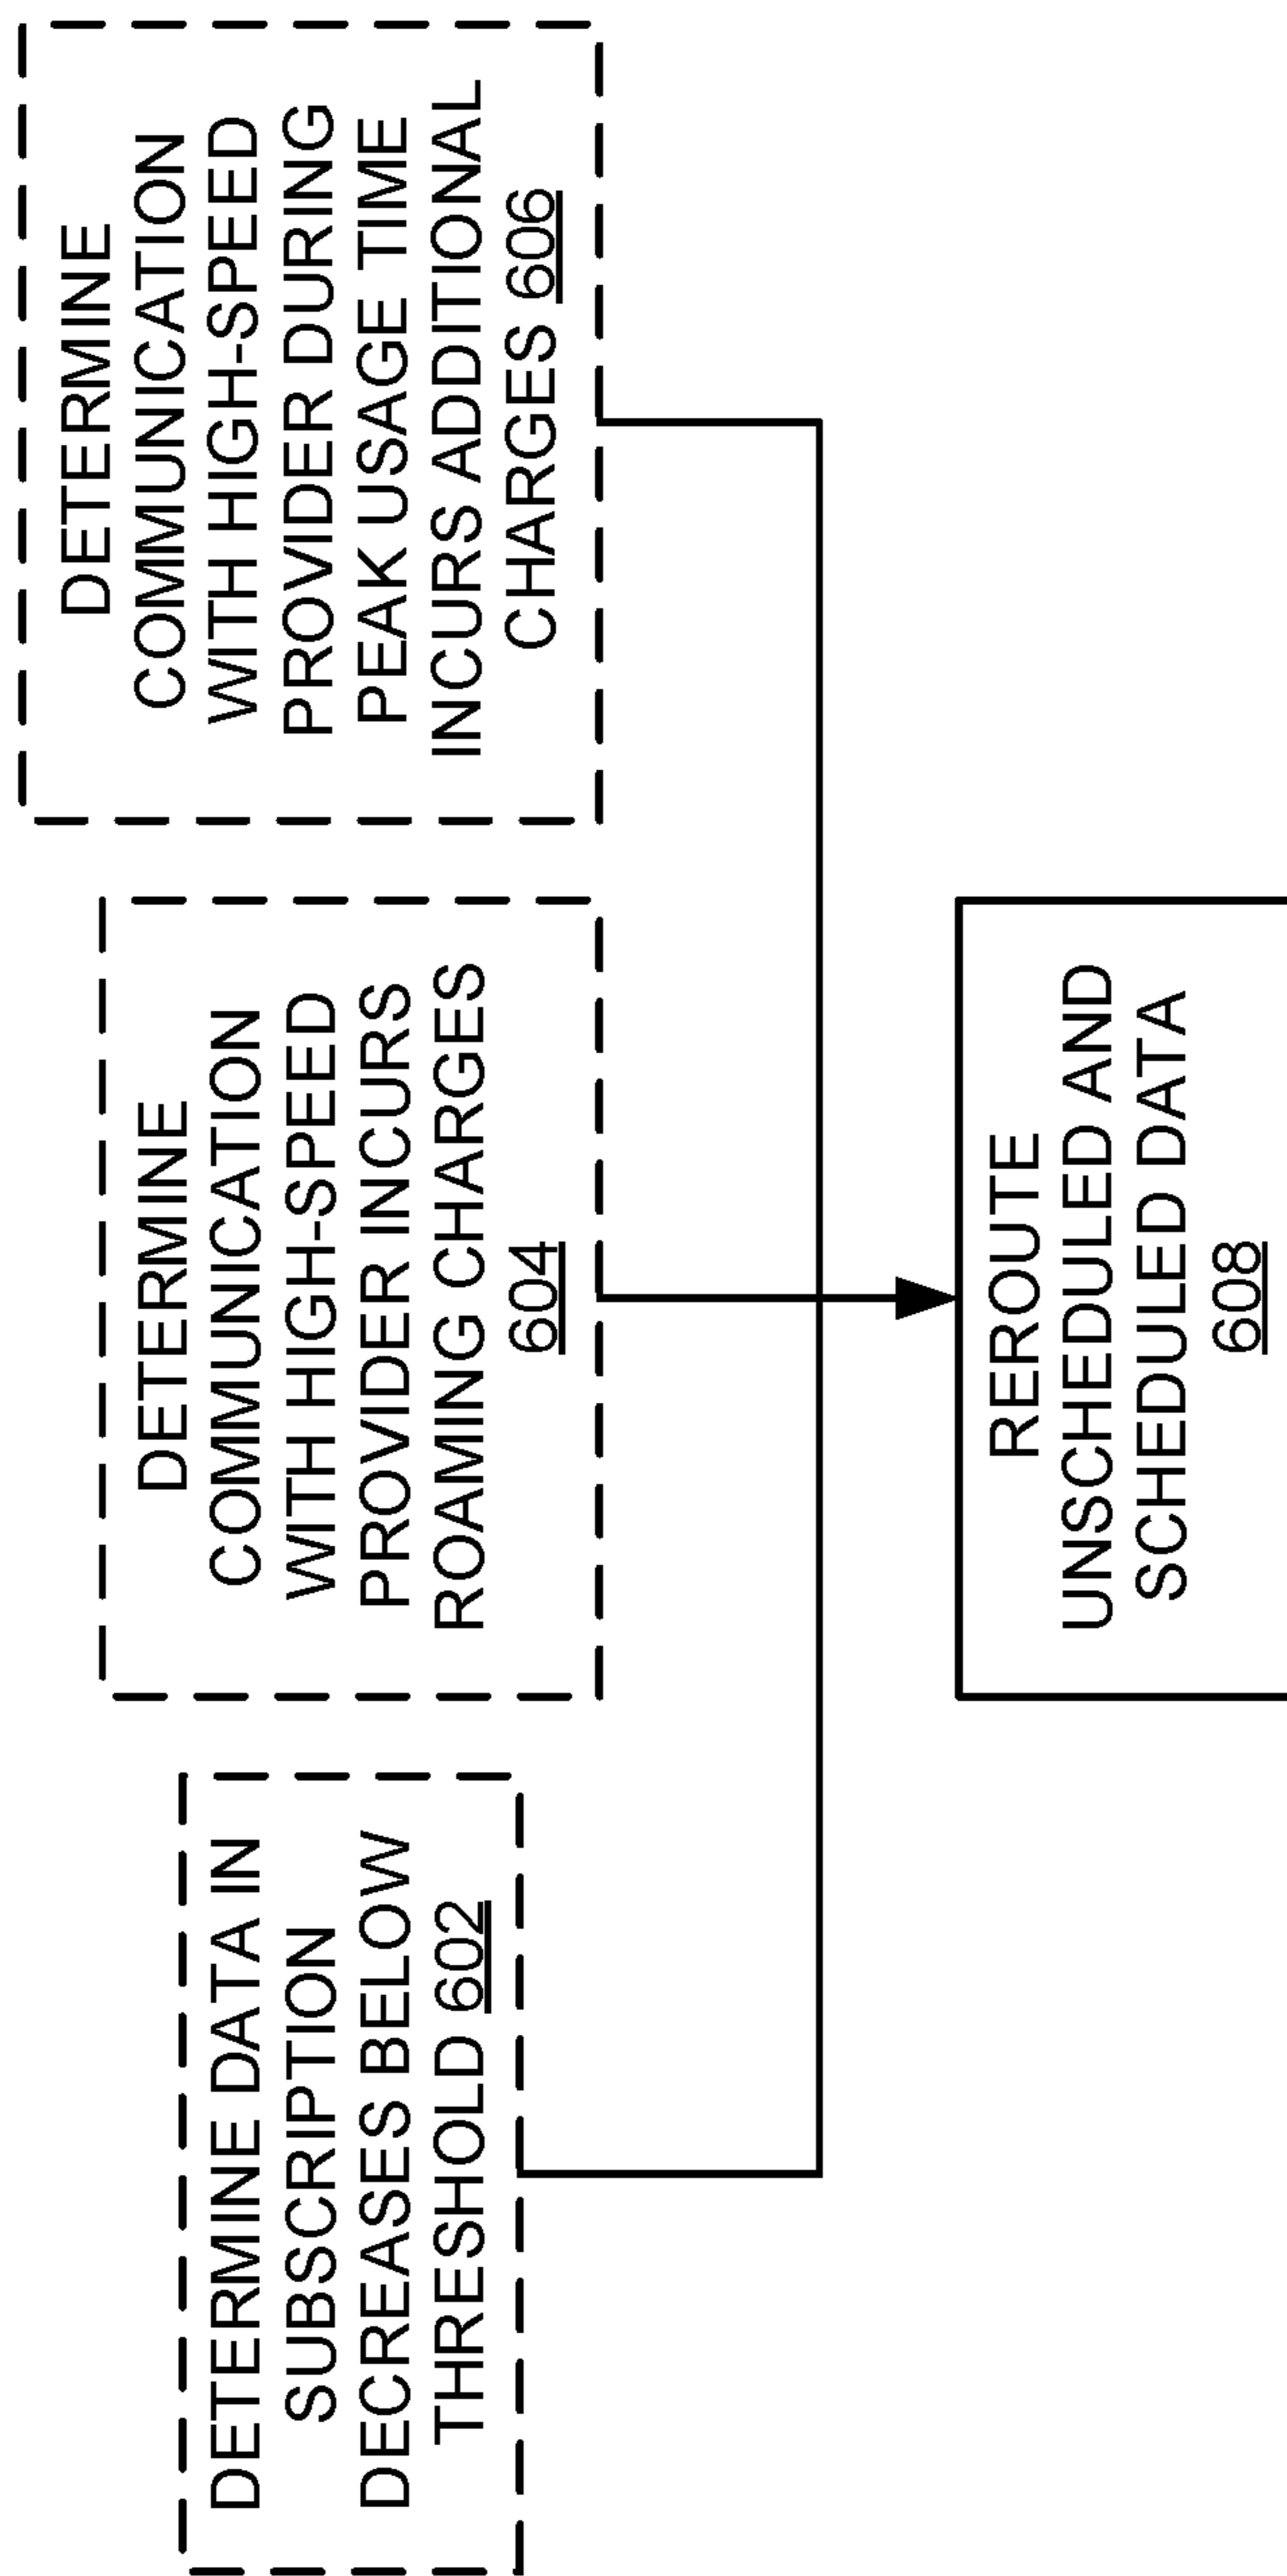 DETERMINE DATA IN
SUBSCRIPTION
DECREASES BELOW
THRESHOLD 602
DETERMINE
COMMUNICATION
WITH HIGH-SPEED
PROVIDER INCURS
ROAMING CHARGES
604
DETERMINE
COMMUNICATION
WITH HIGH-SPEED
PROVIDER DURING
PEAK USAGE TIME
INCURS ADDITIONAL
CHARGES 606
REROUTE
UNSCHEDULED AND
SCHEDULED DATA
608